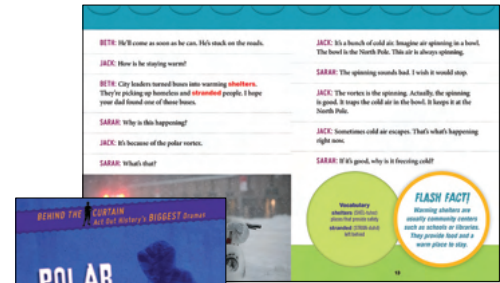 BETH: He'll come as soon as he can. He's stuck on the roads.
JACK: How is he staying warm?
BETH: City leaders turned buses into warming shelters.
They're picking up homeless and stranded people. I hope
your dad found one of those buses.
SARAH: Why is this happening?
JACK: It's because of the polar vortex.
SARAH: What's that?
JACK: It's a bunch of cold air. Imagine air spinning in a bowl.
The bowl is the North Pole. This air is always spinning.
SARAH: The spinning sounds bad. I wish it would stop.
JACK: The vortex is the spinning. Actually, the spinning
is good. It traps the cold air in the bowl. It keeps it at the
North Pole.
JACK: Sometimes cold air escapes. That's what's happening
right now.
SARAH: If it's good, why is it freezing cold?
Vocabulary
shelters
places that people safely
stranded
left behind
FLASH FACT!
Warming shelters are
usually community centers
such as schools or libraries.
They provide food and a
warm place to stay.
BEHIND THE CURTAIN
Act Out History's BIGGEST Dramas
POLAR